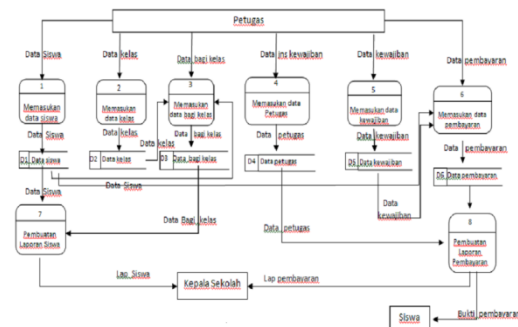 Petugas
Data Siswa
Data kelas
Data bagi kelas
Data jns kewajiban
Data kewajiban
Data pembayaran
1
Memasukan
data siswa
2
Memasukan
data kelas
3
Memasukan
data bagi kelas
4
Memasukan data
Petugas
5
Memasukan data
kewajiban
6
Memasukan data
pembayaran
Data Siswa
Data kelas
Data kelas
Data bagi kelas
Data petugas
Data kewajiban
Data pembayaran
D1 Data siswa
D2 Data kelas
D3 Data bagi kelas
D4 Data petugas
D5 Data kewajiban
D6 Data pembayaran
Data Siswa
Data Siswa
Data Bagi kelas
Data petugas
Data
kewajiban
7
Pembuatan
Laporan Siswa
8
Pembuatan
Laporan
Pembayaran
Lap Siswa
Kepala Sekolah
Lap pembayaran
Siswa
Bukti pembayaran